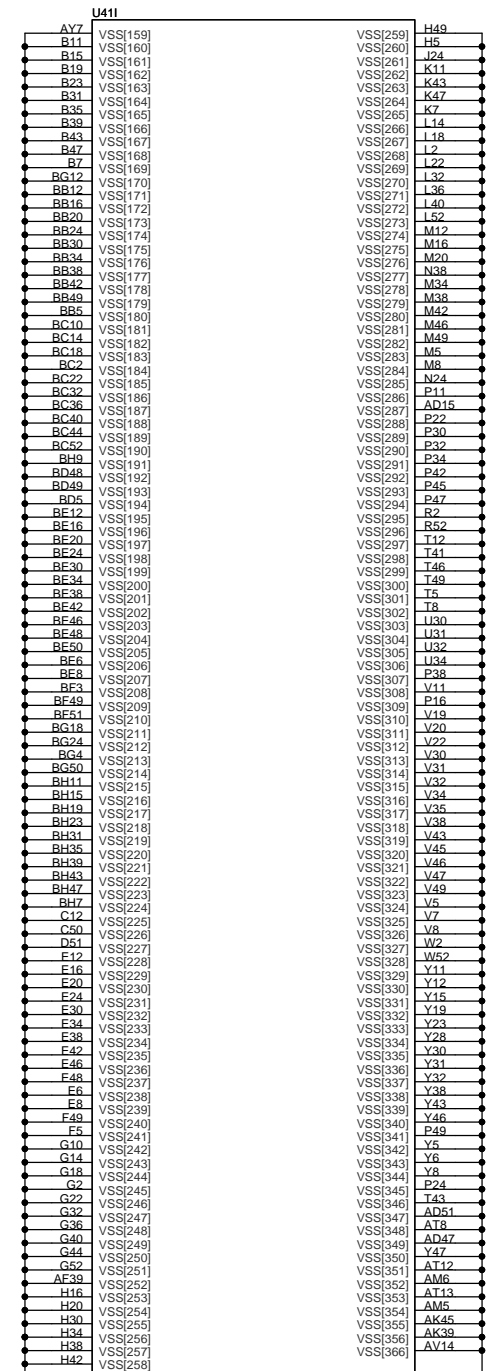 U41I
AY7 VSS[159] VSS[259] H49
B11 VSS[160] VSS[260] H5
B15 VSS[161] VSS[261] J24
B19 VSS[162] VSS[262] K11
B23 VSS[163] VSS[263] K43
B31 VSS[164] VSS[264] K47
B35 VSS[165] VSS[265] K7
B39 VSS[166] VSS[266] L14
B43 VSS[167] VSS[267] L18
B47 VSS[168] VSS[268] L2
B7 VSS[169] VSS[269] L22
BG12 VSS[170] VSS[270] L32
BB12 VSS[171] VSS[271] L36
BB16 VSS[172] VSS[272] L40
BB20 VSS[173] VSS[273] L52
BB24 VSS[174] VSS[274] M12
BB30 VSS[175] VSS[275] M16
BB34 VSS[176] VSS[276] M20
BB38 VSS[177] VSS[277] N38
BB42 VSS[178] VSS[278] M34
BB49 VSS[179] VSS[279] M38
BB5 VSS[180] VSS[280] M42
BC10 VSS[181] VSS[281] M46
BC14 VSS[182] VSS[282] M49
BC18 VSS[183] VSS[283] M5
BC2 VSS[184] VSS[284] M8
BC22 VSS[185] VSS[285] N24
BC32 VSS[186] VSS[286] P11
BC36 VSS[187] VSS[287] AD15
BC40 VSS[188] VSS[288] P22
BC44 VSS[189] VSS[289] P30
BC52 VSS[190] VSS[290] P32
BH9 VSS[191] VSS[291] P34
BD48 VSS[192] VSS[292] P42
BD49 VSS[193] VSS[293] P45
BD5 VSS[194] VSS[294] P47
BE12 VSS[195] VSS[295] R2
BE16 VSS[196] VSS[296] R52
BE20 VSS[197] VSS[297] T12
BE24 VSS[198] VSS[298] T41
BE30 VSS[199] VSS[299] T46
BE34 VSS[200] VSS[300] T49
BE38 VSS[201] VSS[301] T5
BE42 VSS[202] VSS[302] T8
BE46 VSS[203] VSS[303] U30
BE48 VSS[204] VSS[304] U31
BE50 VSS[205] VSS[305] U32
BE6 VSS[206] VSS[306] U34
BE8 VSS[207] VSS[307] P38
BF3 VSS[208] VSS[308] V11
BF49 VSS[209] VSS[309] P16
BF51 VSS[210] VSS[310] V19
BG18 VSS[211] VSS[311] V20
BG24 VSS[212] VSS[312] V22
BG4 VSS[213] VSS[313] V30
BG50 VSS[214] VSS[314] V31
BH11 VSS[215] VSS[315] V32
BH15 VSS[216] VSS[316] V34
BH19 VSS[217] VSS[317] V35
BH23 VSS[218] VSS[318] V38
BH31 VSS[219] VSS[319] V43
BH35 VSS[220] VSS[320] V45
BH39 VSS[221] VSS[321] V46
BH43 VSS[222] VSS[322] V47
BH47 VSS[223] VSS[323] V49
BH7 VSS[224] VSS[324] V5
C12 VSS[225] VSS[325] V7
C50 VSS[226] VSS[326] V8
D51 VSS[227] VSS[327] W2
E12 VSS[228] VSS[328] W52
E16 VSS[229] VSS[329] Y11
E20 VSS[230] VSS[330] Y12
E24 VSS[231] VSS[331] Y15
E30 VSS[232] VSS[332] Y19
E34 VSS[233] VSS[333] Y23
E38 VSS[234] VSS[334] Y28
E42 VSS[235] VSS[335] Y30
E46 VSS[236] VSS[336] Y31
E48 VSS[237] VSS[337] Y32
E6 VSS[238] VSS[338] Y38
E8 VSS[239] VSS[339] Y43
F49 VSS[240] VSS[340] Y46
F5 VSS[241] VSS[341] P49
G10 VSS[242] VSS[342] Y5
G14 VSS[243] VSS[343] Y6
G18 VSS[244] VSS[344] Y8
G2 VSS[245] VSS[345] P24
G22 VSS[246] VSS[346] T43
G32 VSS[247] VSS[347] AD51
G36 VSS[248] VSS[348] AT8
G40 VSS[249] VSS[349] AD47
G44 VSS[250] VSS[350] Y47
G52 VSS[251] VSS[351] AT12
AF39 VSS[252] VSS[352] AM6
H16 VSS[253] VSS[353] AT13
H20 VSS[254] VSS[354] AM5
H30 VSS[255] VSS[355] AK45
H34 VSS[256] VSS[356] AK39
H38 VSS[257] VSS[366] AV14
H42 VSS[258]